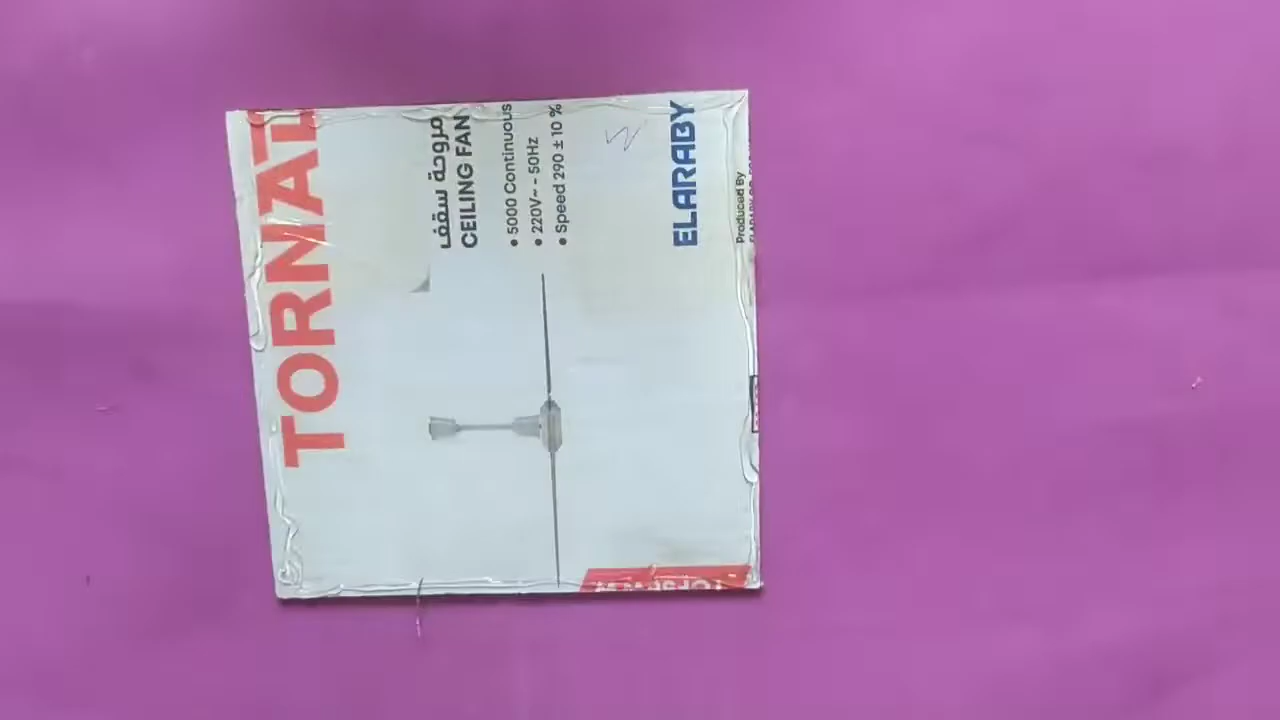 TORNAD
مروحة سقف
CEILING FAN
• 5000 Continuous
• 220V~ - 50Hz
• Speed 290 ± 10 %
ELARABY
Produced By